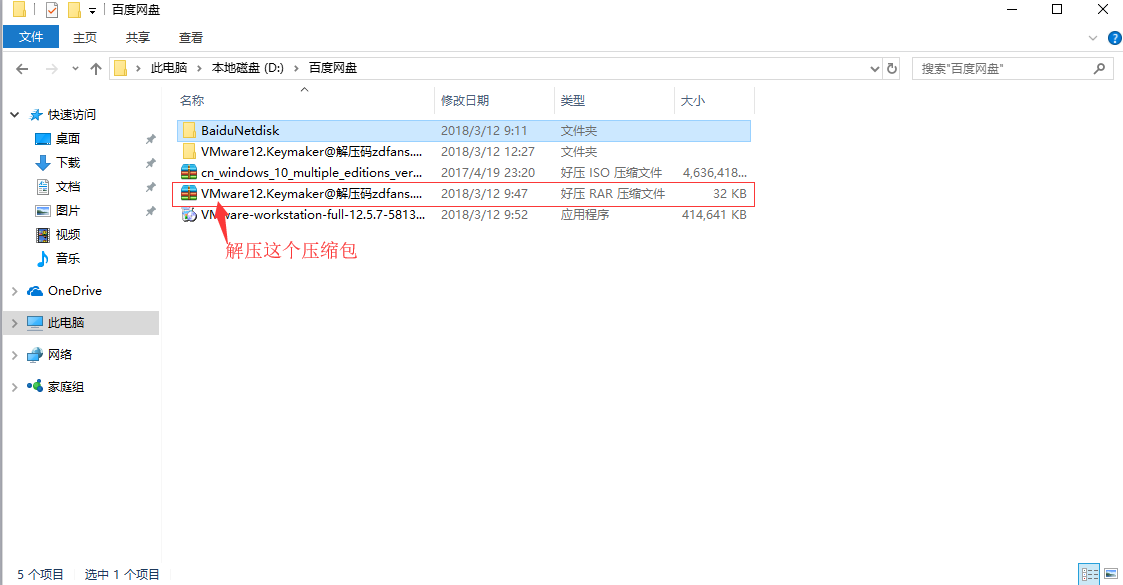 百度网盘
文件 主页 共享 查看
此电脑 本地磁盘 (D:) 百度网盘 搜索"百度网盘"
名称 修改日期 类型 大小
快速访问
桌面
下载
文档
图片
视频
音乐
OneDrive
此电脑
网络
家庭组
BaiduNetdisk 2018/3/12 9:11 文件夹
VMware12.Keymaker@解压码zdfans.... 2018/3/12 12:27 文件夹
cn_windows_10_multiple_editions_ver... 2017/4/19 23:20 好压 ISO 压缩文件 4,636,418...
VMware12.Keymaker@解压码zdfans.... 2018/3/12 9:47 好压 RAR 压缩文件 32 KB
VMware-workstation-full-12.5.7-5813... 2018/3/12 9:52 应用程序 414,641 KB
解压这个压缩包
5 个项目 选中 1 个项目